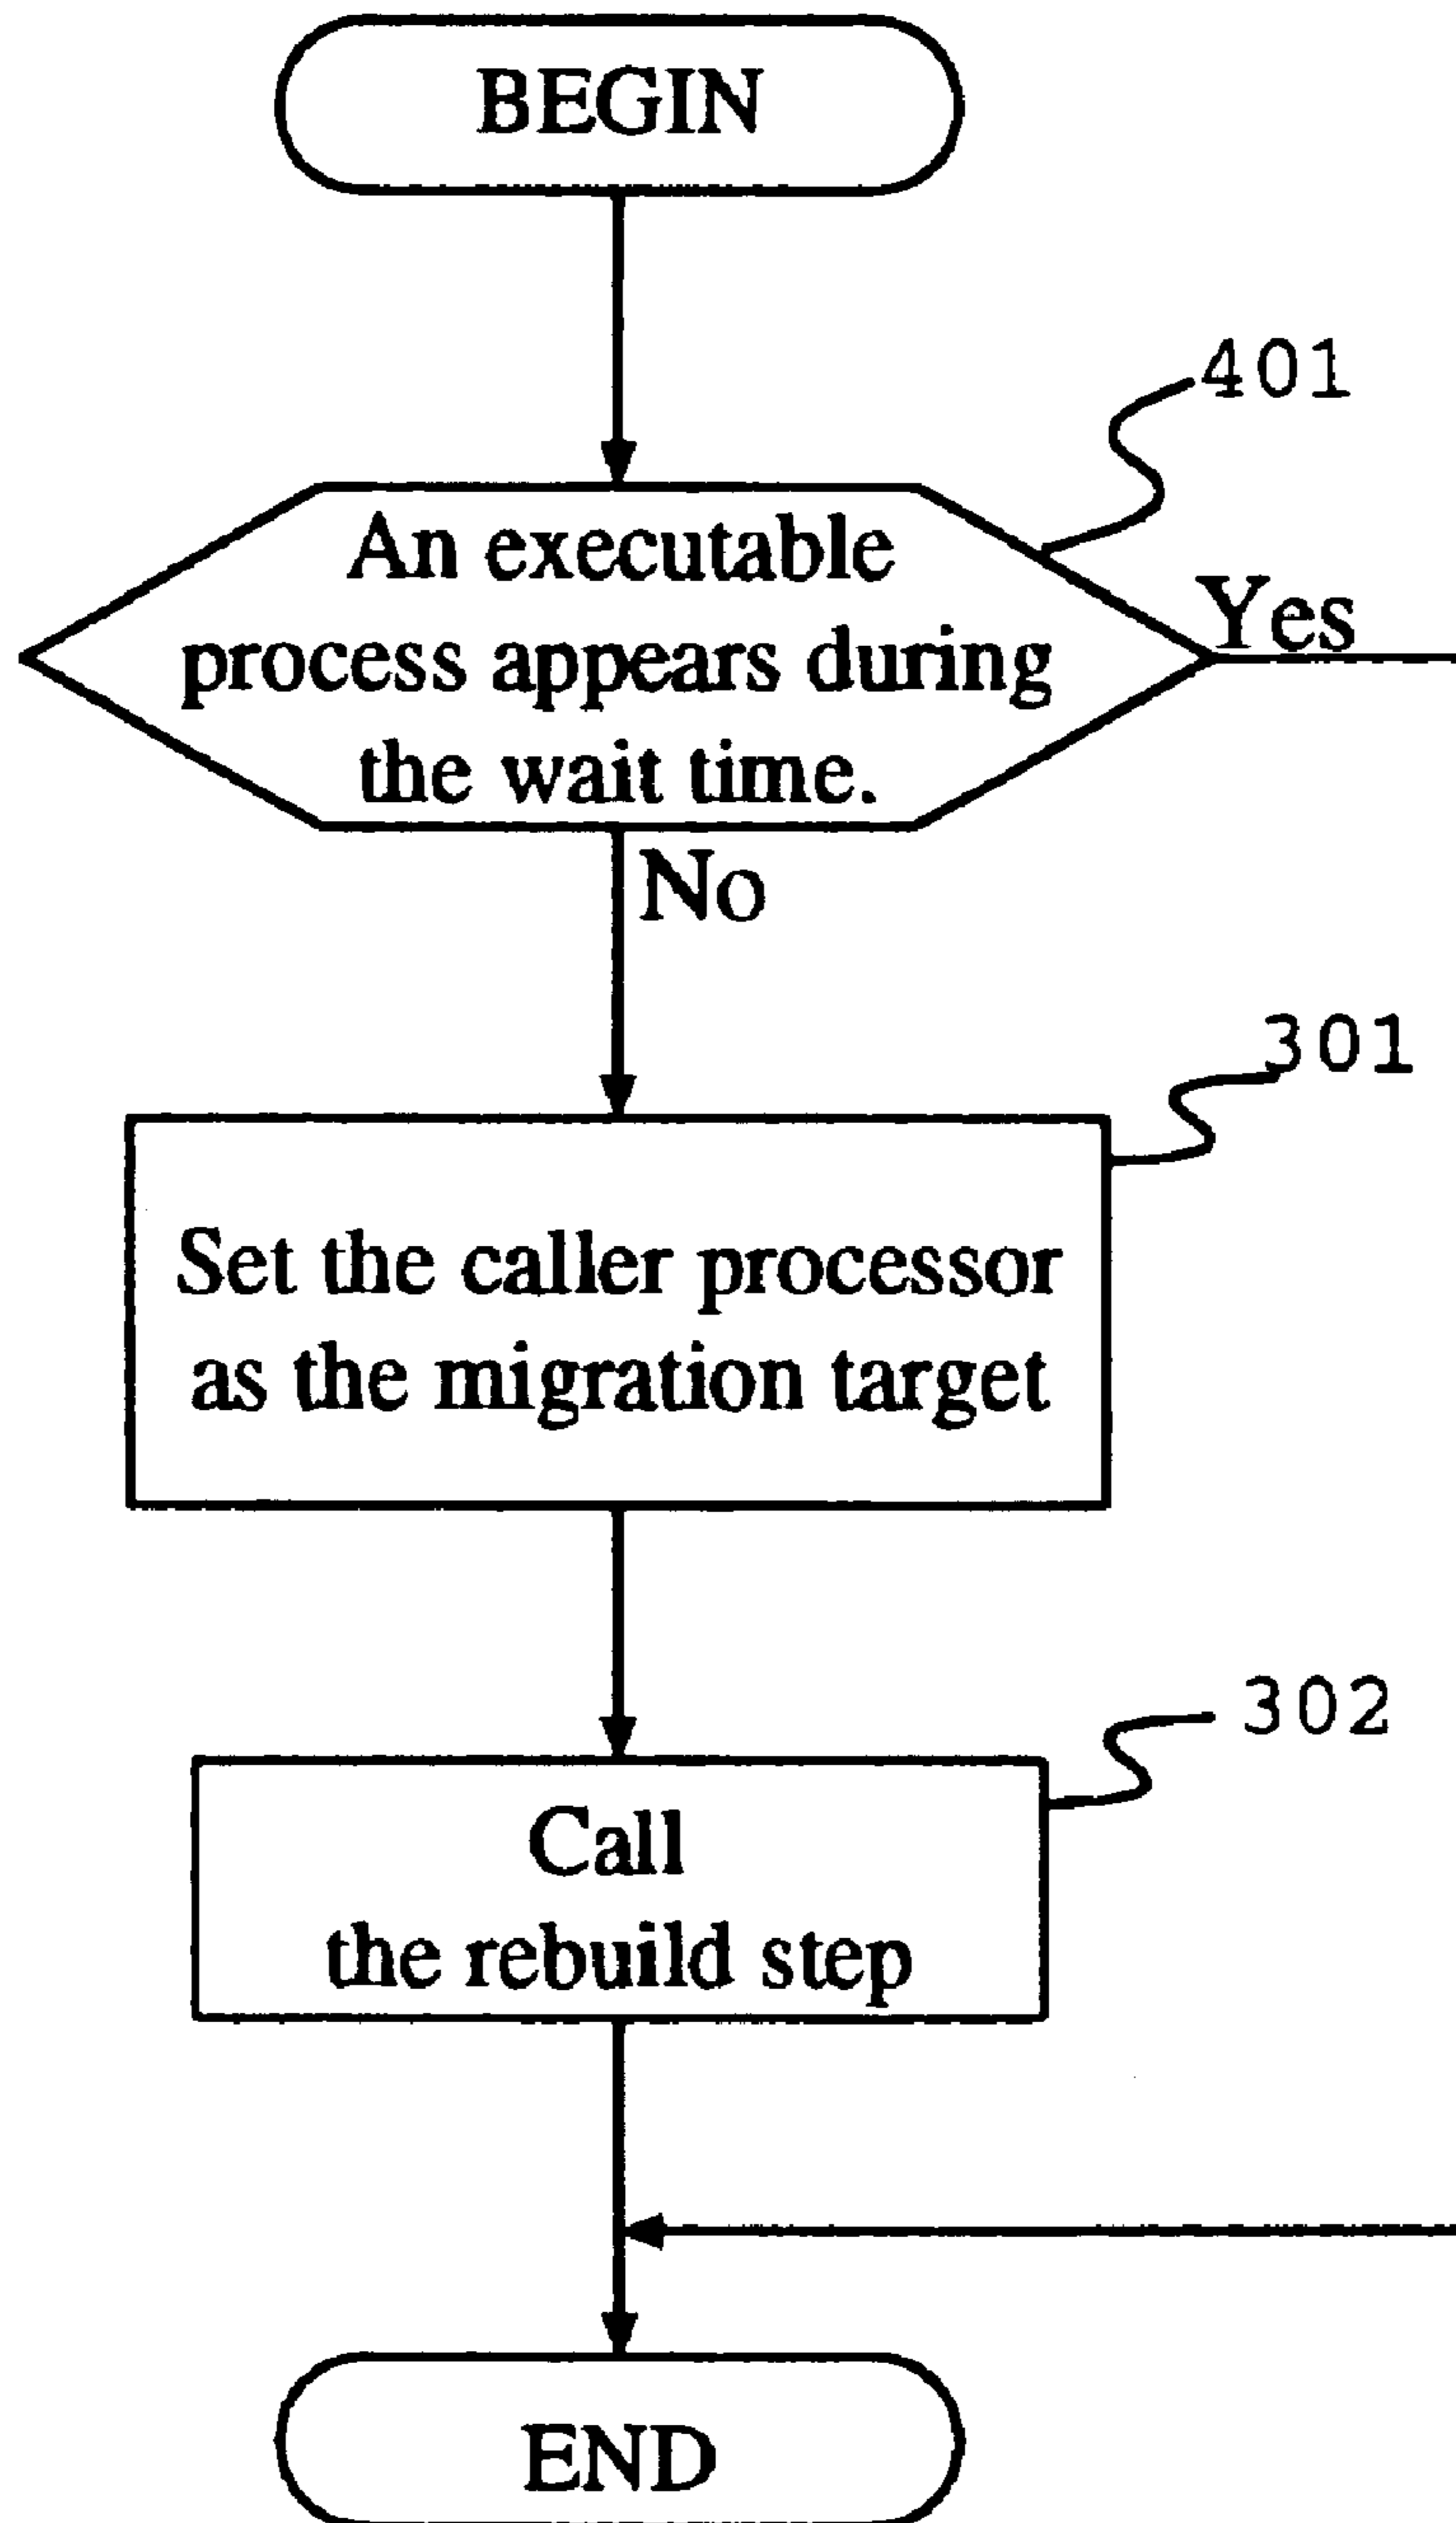 BEGIN
401
An executable
process appears during
the wait time.
Yes
No
301
Set the caller processor
as the migration target
302
Call
the rebuild step
END